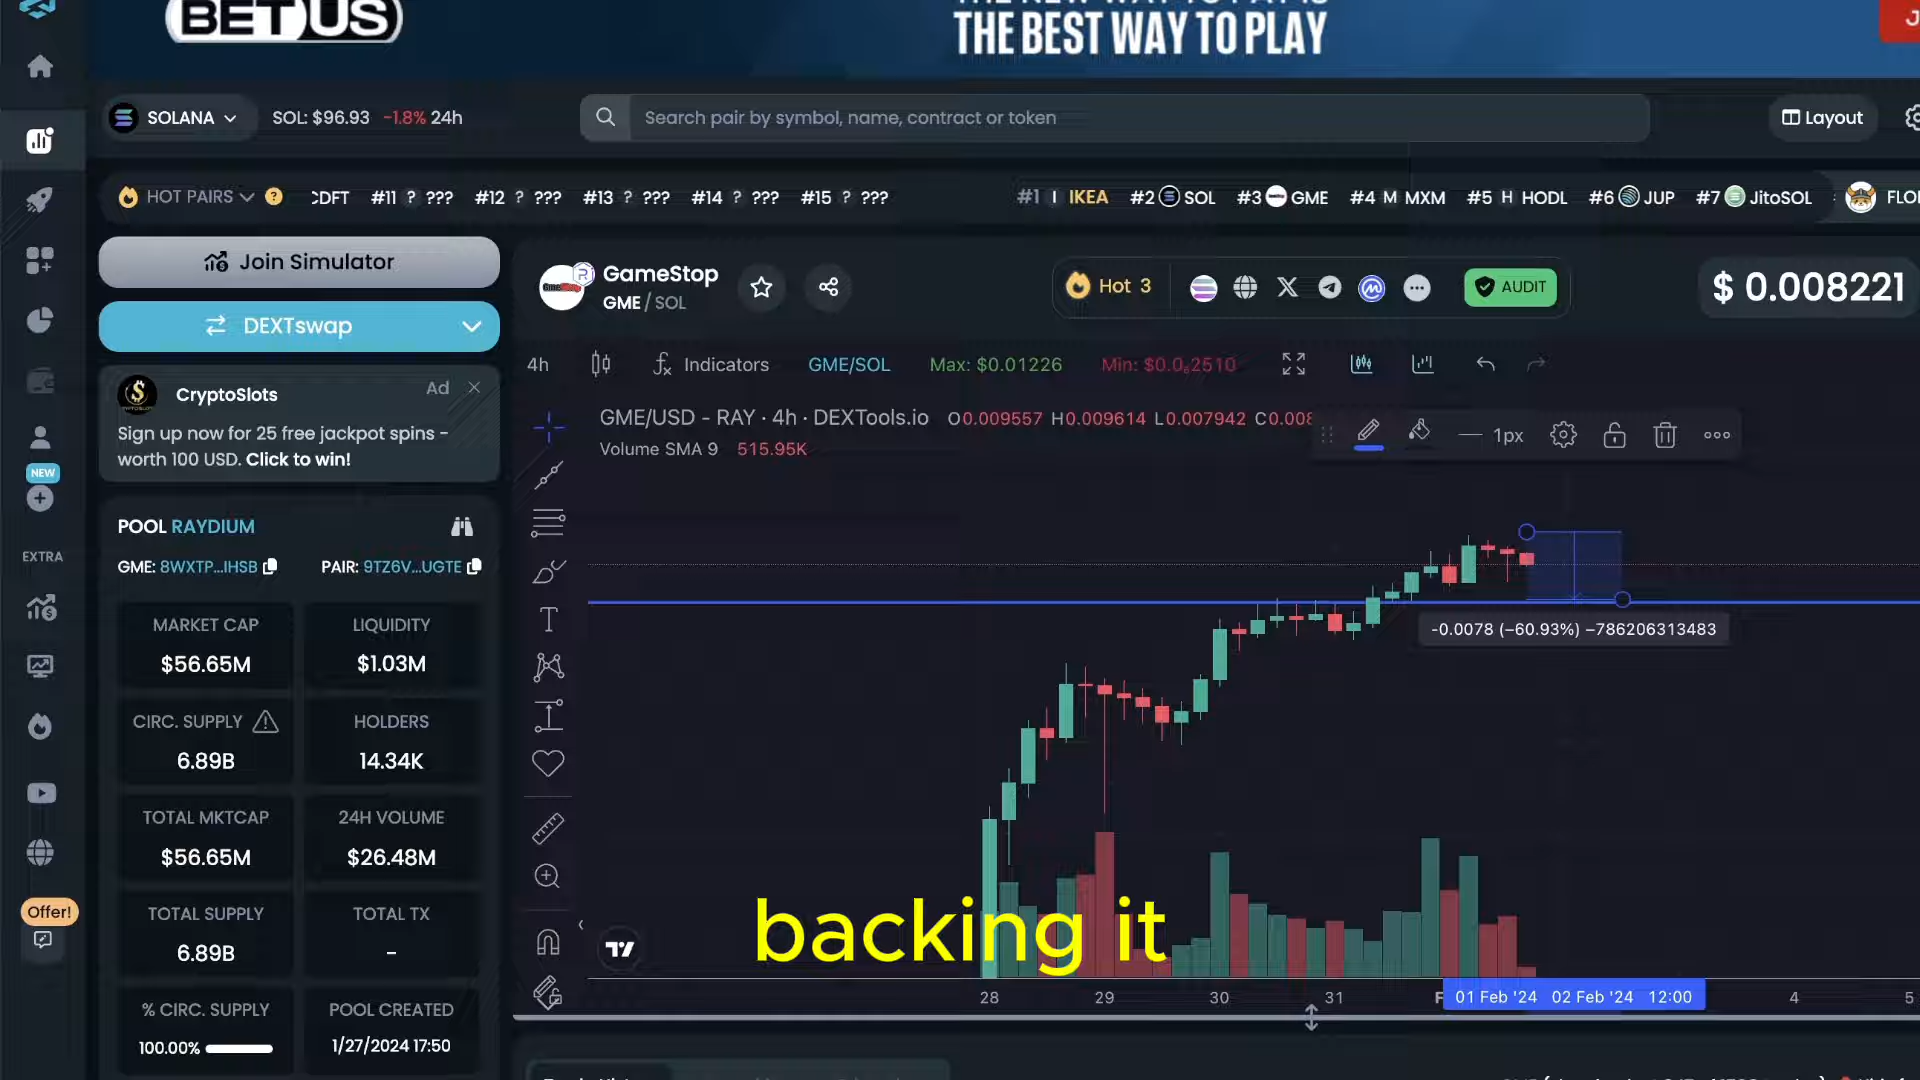 BETUS
THE BEST WAY TO PLAY
SOLANA
SOL: $96.93 -1.8% 24h
Search pair by symbol, name, contract or token
Layout
HOT PAIRS ? CDFT #11 ? ??? #12 ? ??? #13 ? ??? #14 ? ??? #15 ? ??? #1 I IKEA #2 SOL #3 GME #4 M MXM #5 H HODL #6 JUP #7 JitoSOL
Join Simulator
DEXTswap
GameStop
GME / SOL
Hot 3
AUDIT
$ 0.008221
CryptoSlots
Ad
Sign up now for 25 free jackpot spins -
worth 100 USD. Click to win!
4h Indicators GME/SOL Max: $0.01226 Min: $0.0₆2510
GME/USD - RAY · 4h · DEXTools.io O0.009557 H0.009614 L0.007942
Volume SMA 9 515.95K
1px
NEW
EXTRA
Offer!
POOL RAYDIUM
GME: 8WXTP...IHSB PAIR: 9TZ6V...UGTE
MARKET CAP LIQUIDITY
$56.65M $1.03M
CIRC. SUPPLY HOLDERS
6.89B 14.34K
TOTAL MKTCAP 24H VOLUME
$56.65M $26.48M
TOTAL SUPPLY TOTAL TX
6.89B -
% CIRC. SUPPLY POOL CREATED
100.00% 1/27/2024 17:50
-0.0078 (-60.93%) -786206313483
backing it
28 29 30 31 01 Feb '24 02 Feb '24 12:00 4 5